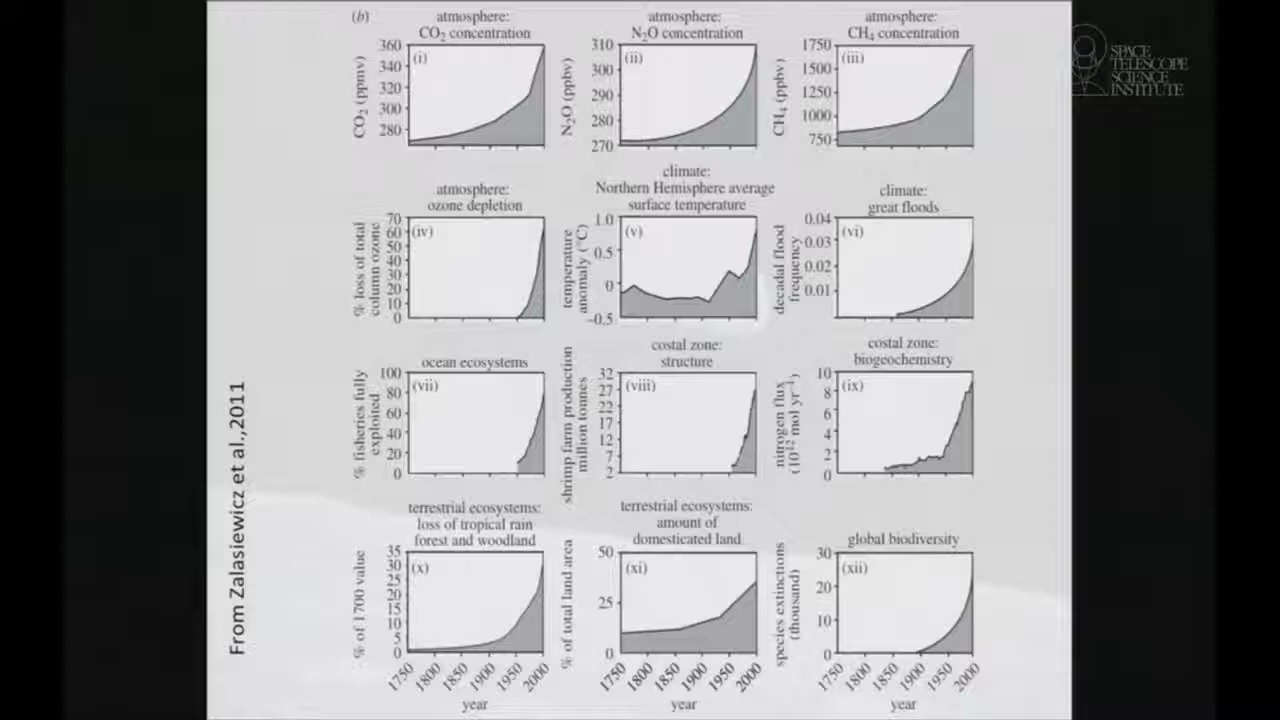 (b)
atmosphere:
CO₂ concentration
360
340
320
300
280
CO₂ (ppmv)
(i)
atmosphere:
N₂O concentration
310
300
290
280
270
N₂O (ppbv)
(ii)
atmosphere:
CH₄ concentration
1750
1500
1250
1000
750
CH₄ (ppbv)
(iii)
SPACE
TELESCOPE
SCIENCE
INSTITUTE
atmosphere:
ozone depletion
70
60
50
40
30
20
10
0
% loss of total
column ozone
(iv)
climate:
Northern Hemisphere average
surface temperature
1.0
0.5
0
–0.5
temperature
anomaly (°C)
(v)
climate:
great floods
0.04
0.03
0.02
0.01
decadal flood
frequency
(vi)
ocean ecosystems
100
80
60
40
20
0
% fisheries fully
exploited
(vii)
costal zone:
structure
32
27
22
17
12
7
2
shrimp farm production
million tonnes
(viii)
costal zone:
biogeochemistry
10
8
6
4
2
0
nitrogen flux
(10¹² mol yr⁻¹)
(ix)
From Zalasiewicz et al.,2011
terrestrial ecosystems:
loss of tropical rain
forest and woodland
35
30
25
20
15
10
5
0
% of 1700 value
(x)
1750
1800
1850
1900
1950
2000
year
terrestrial ecosystems:
amount of
domesticated land
50
25
0
% of total land area
(xi)
1750
1800
1850
1900
1950
2000
year
global biodiversity
30
20
10
0
species extinctions
(thousand)
(xii)
1750
1800
1850
1900
1950
2000
year